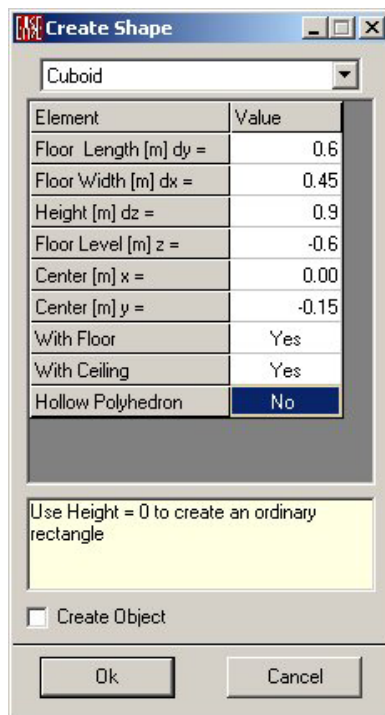 EASE Create Shape
Cuboid
Element Value
Floor Length [m] dy = 0.6
Floor Width [m] dx = 0.45
Height [m] dz = 0.9
Floor Level [m] z = -0.6
Center [m] x = 0.00
Center [m] y = -0.15
With Floor Yes
With Ceiling Yes
Hollow Polyhedron No
Use Height = 0 to create an ordinary
rectangle
Create Object
Ok Cancel